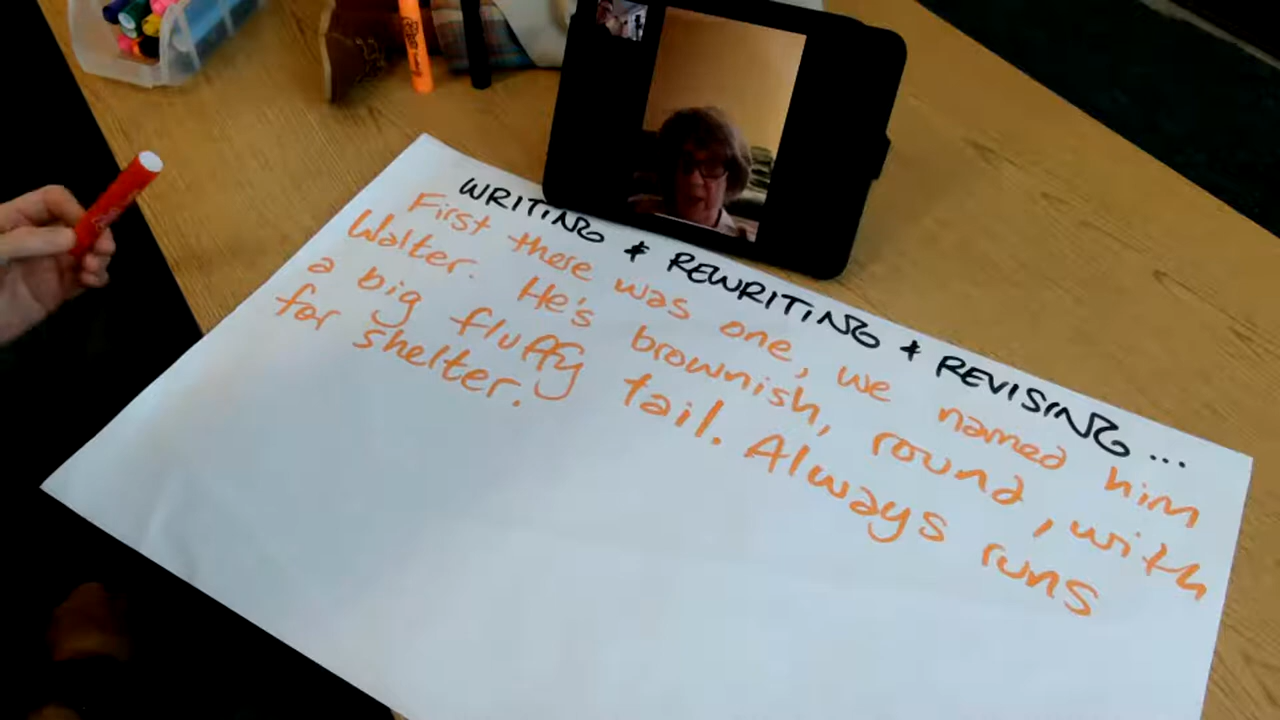 WRITING & REWRITING & REVISING...
First there was one, we named him
Walter. He's brownish, round, with
a big fluffy tail. Always runs
for shelter.